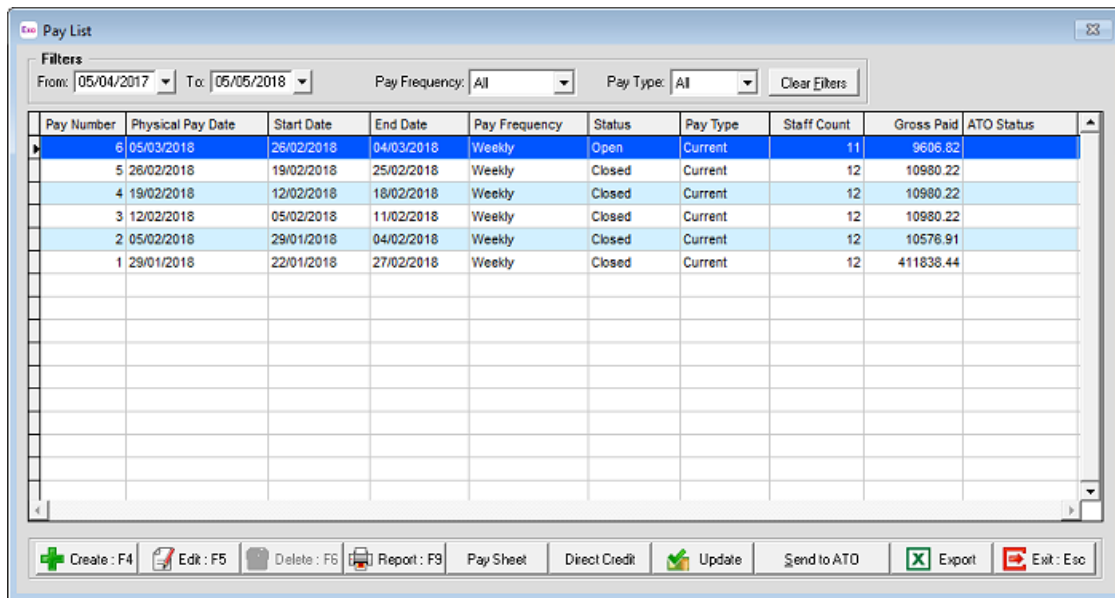 Exo Pay List
Filters
From: 05/04/2017 To: 05/05/2018 Pay Frequency: All Pay Type: All Clear Filters
Pay Number Physical Pay Date Start Date End Date Pay Frequency Status Pay Type Staff Count Gross Paid ATO Status
6 05/03/2018 26/02/2018 04/03/2018 Weekly Open Current 11 9606.82
5 26/02/2018 19/02/2018 25/02/2018 Weekly Closed Current 12 10980.22
4 19/02/2018 12/02/2018 18/02/2018 Weekly Closed Current 12 10980.22
3 12/02/2018 05/02/2018 11/02/2018 Weekly Closed Current 12 10980.22
2 05/02/2018 29/01/2018 04/02/2018 Weekly Closed Current 12 10576.91
1 29/01/2018 22/01/2018 27/02/2018 Weekly Closed Current 12 411838.44
Create : F4 Edit : F5 Delete : F6 Report : F9 Pay Sheet Direct Credit Update Send to ATO Export Exit : Esc